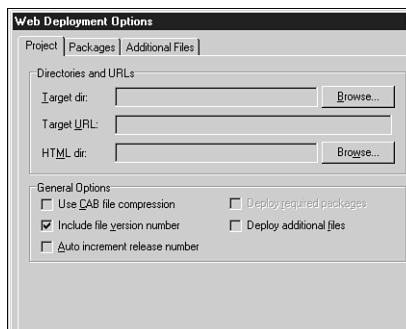 Web Deployment Options
Project Packages Additional Files
Directories and URLs
Target dir: Browse...
Target URL:
HTML dir: Browse...
General Options
Use CAB file compression Deploy required packages
Include file version number Deploy additional files
Auto increment release number